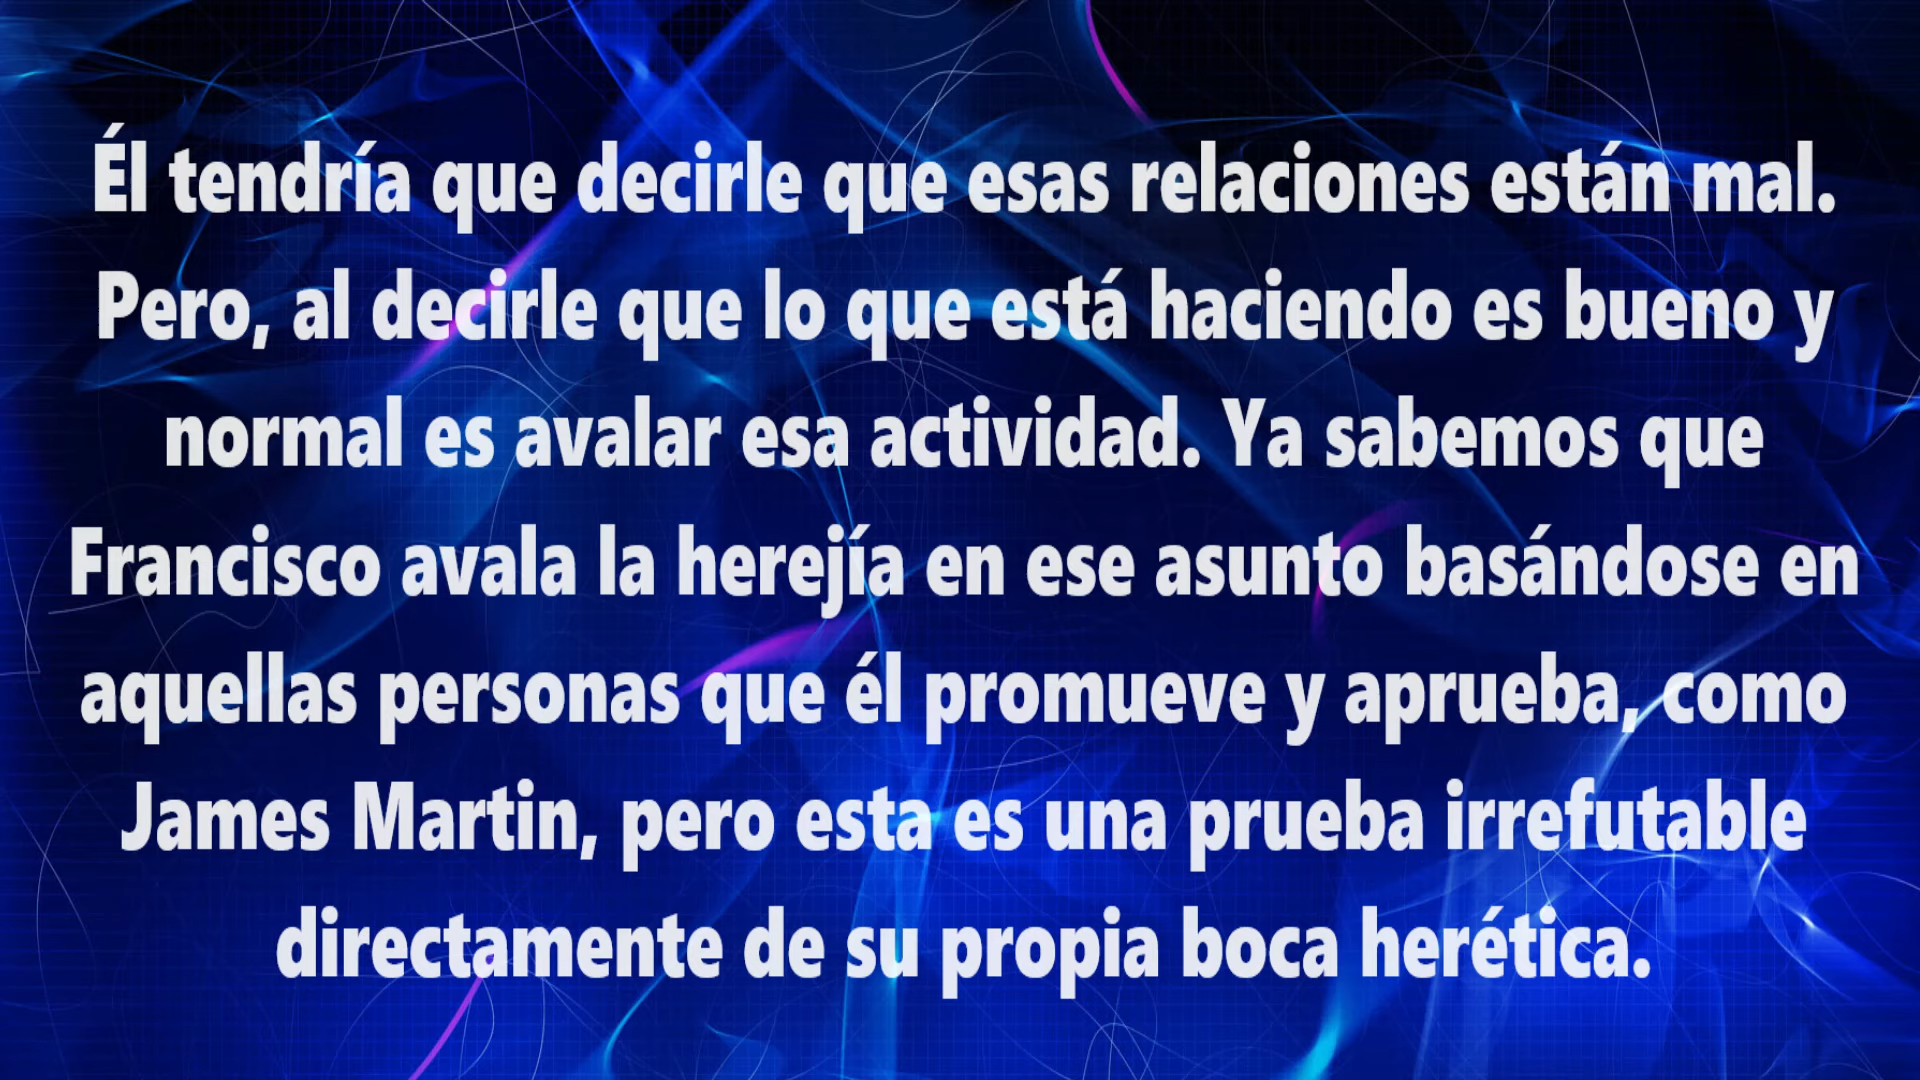 Él tendría que decirle que esas relaciones están mal.
Pero, al decirle que lo que está haciendo es bueno y
normal es avalar esa actividad. Ya sabemos que
Francisco avala la herejía en ese asunto basándose en
aquellas personas que él promueve y aprueba, como
James Martin, pero esta es una prueba irrefutable
directamente de su propia boca herética.